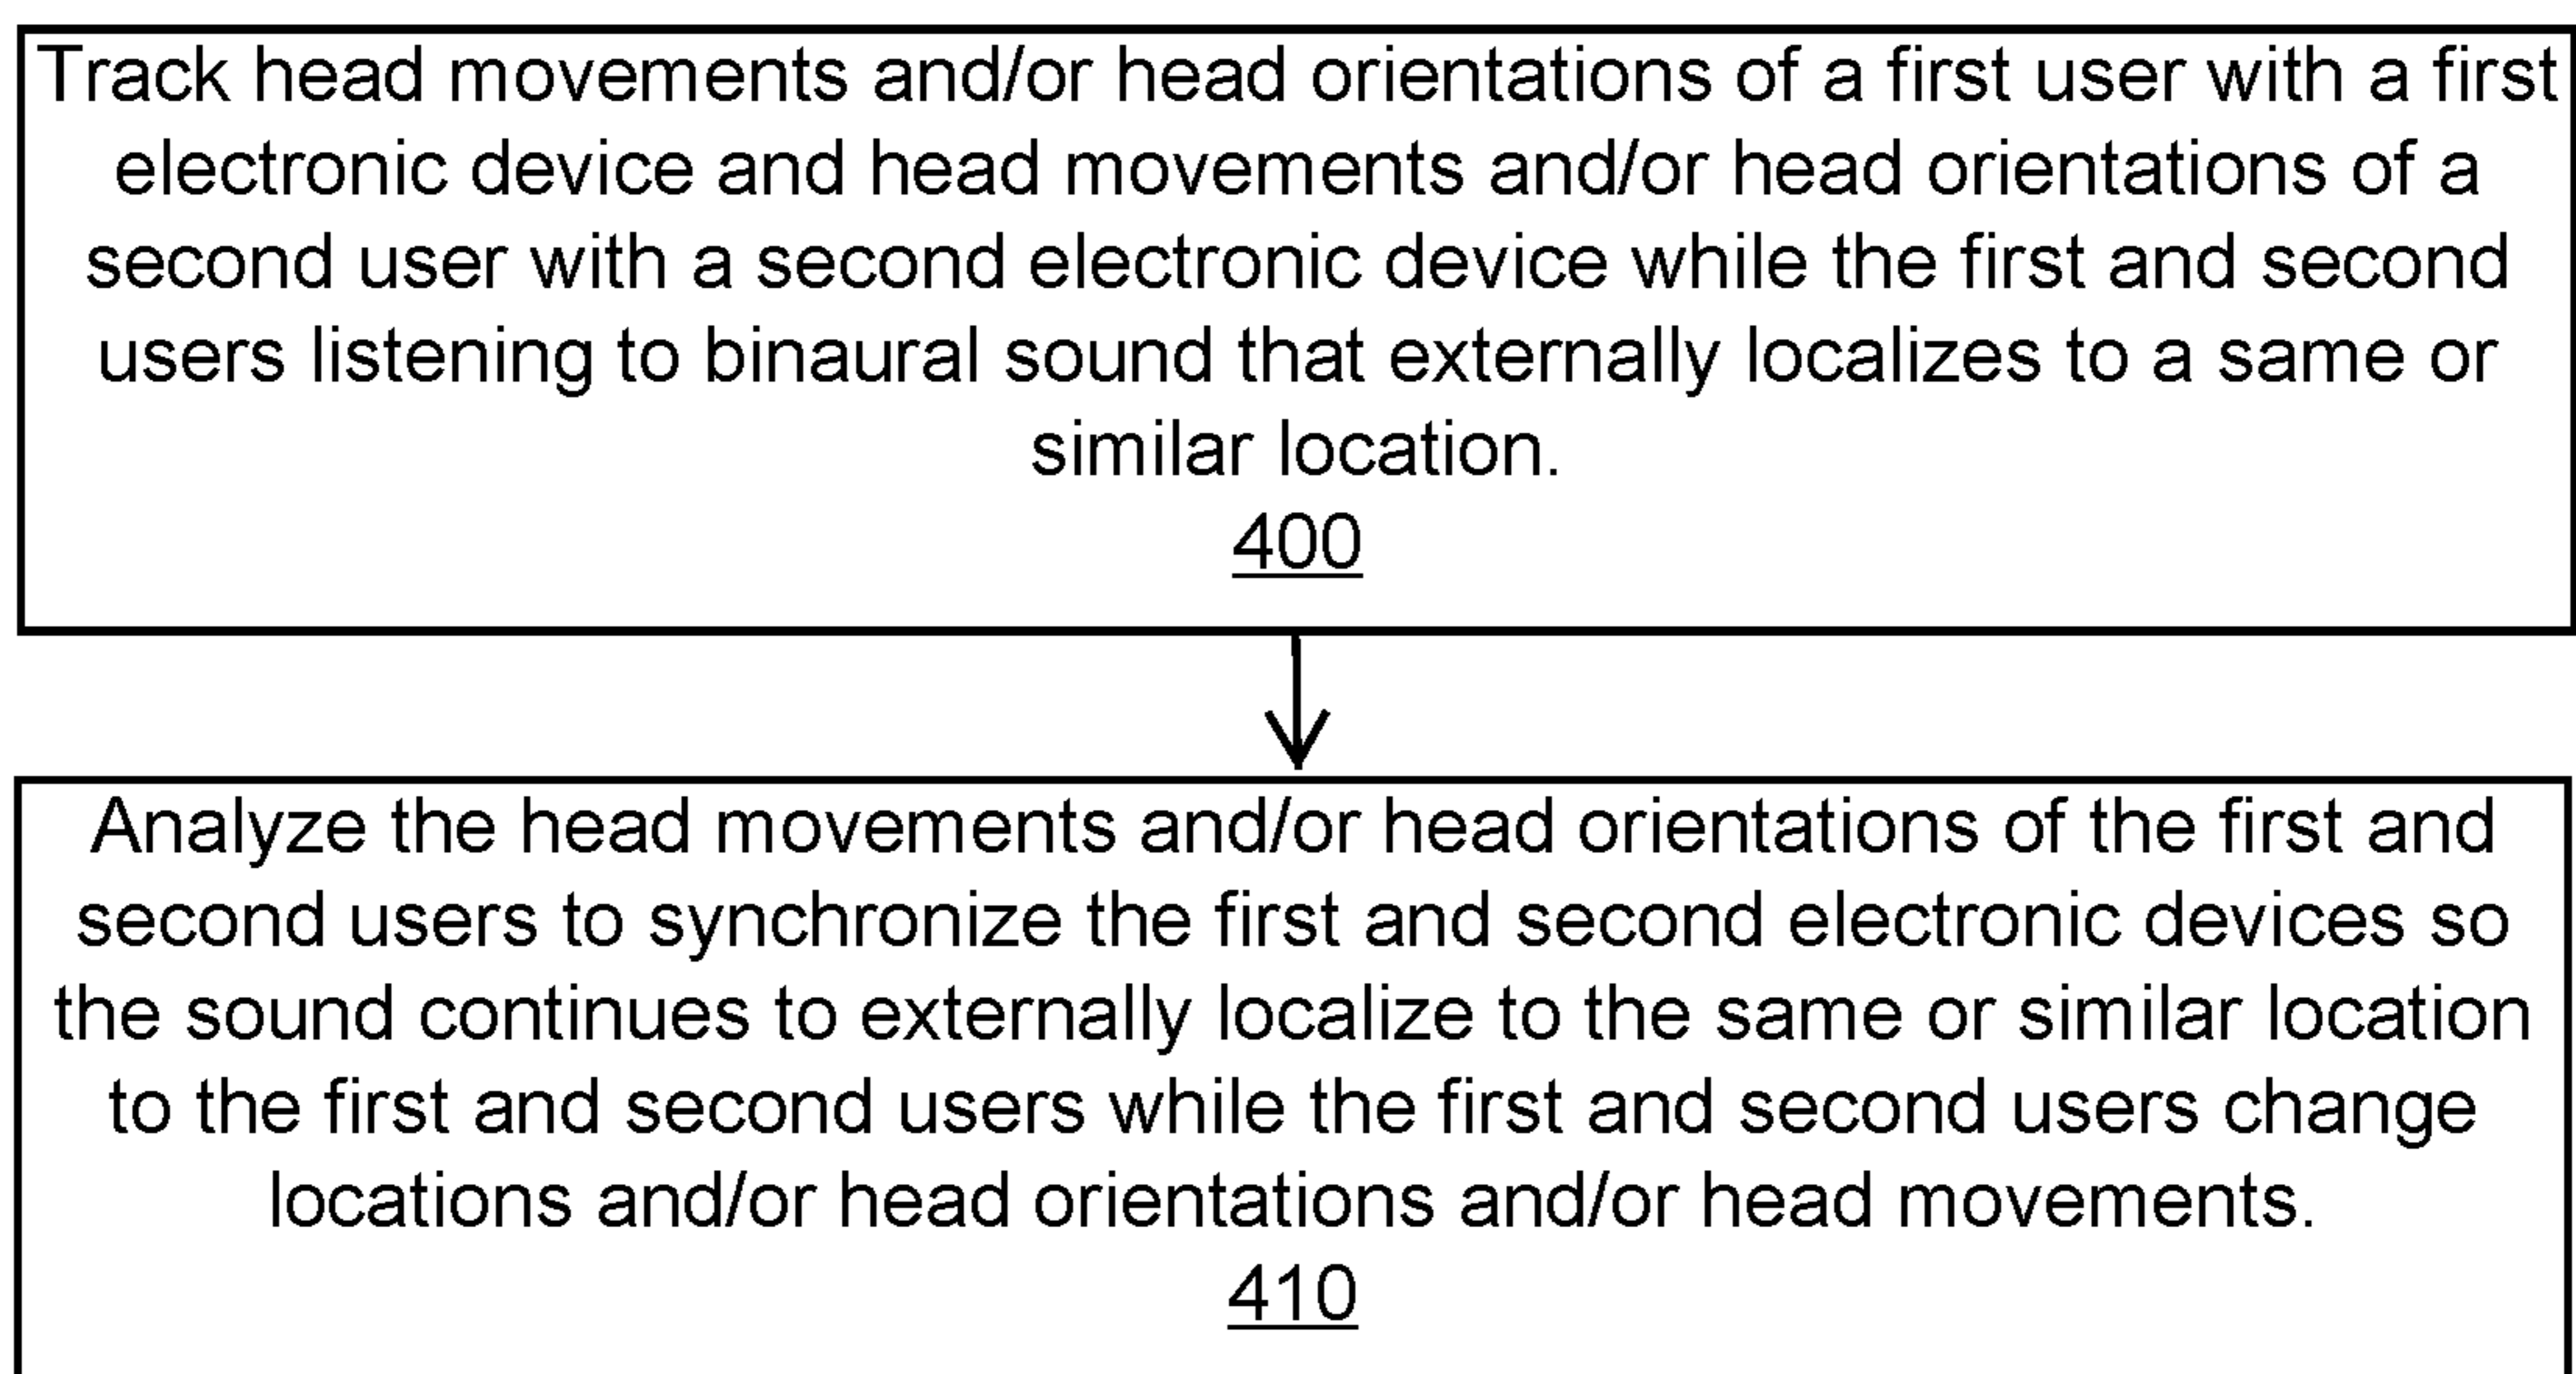 Track head movements and/or head orientations of a first user with a first
electronic device and head movements and/or head orientations of a
second user with a second electronic device while the first and second
users listening to binaural sound that externally localizes to a same or
similar location.
400
Analyze the head movements and/or head orientations of the first and
second users to synchronize the first and second electronic devices so
the sound continues to externally localize to the same or similar location
to the first and second users while the first and second users change
locations and/or head orientations and/or head movements.
410